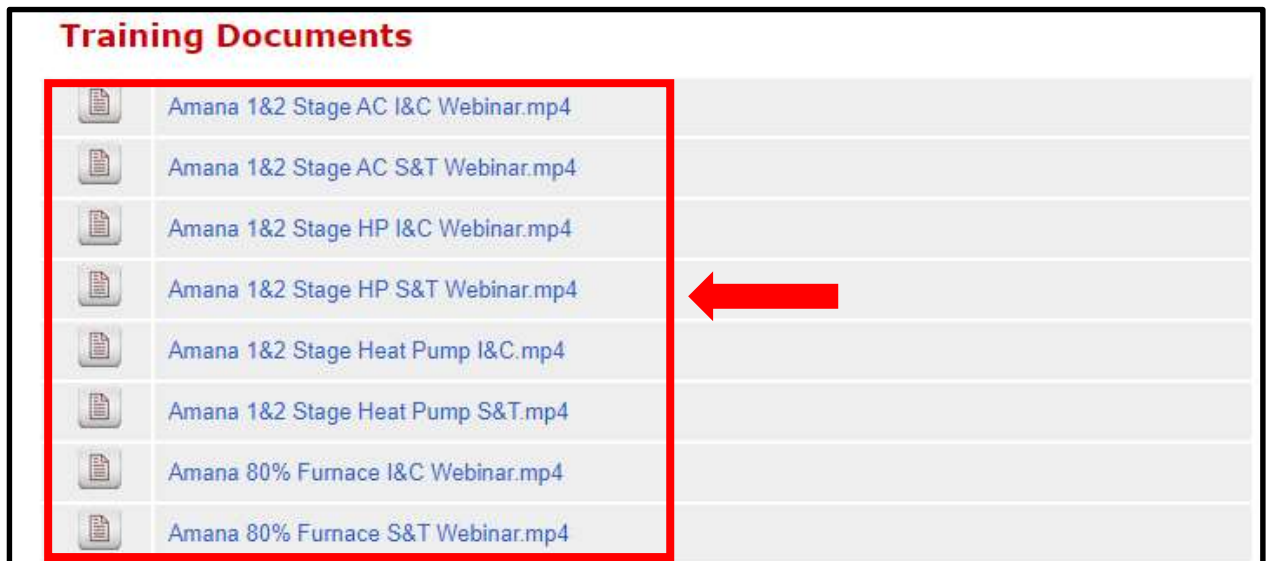 Training Documents
Amana 1&2 Stage AC I&C Webinar.mp4
Amana 1&2 Stage AC S&T Webinar.mp4
Amana 1&2 Stage HP I&C Webinar.mp4
Amana 1&2 Stage HP S&T Webinar.mp4
Amana 1&2 Stage Heat Pump I&C.mp4
Amana 1&2 Stage Heat Pump S&T.mp4
Amana 80% Furnace I&C Webinar.mp4
Amana 80% Furnace S&T Webinar.mp4